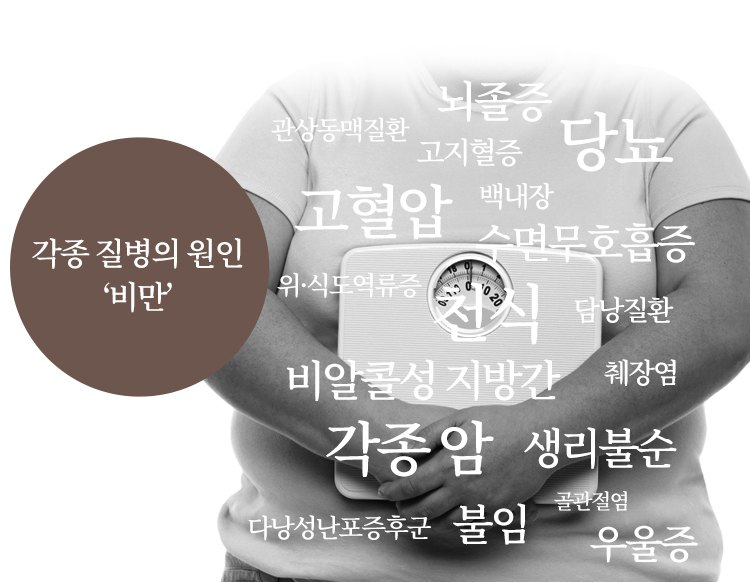 각종 질병의 원인
‘비만’
뇌졸증
관상동맥질환
고지혈증
당뇨
고혈압
백내장
수면무호흡증
위·식도역류증
천식
담낭질환
비알콜성 지방간
췌장염
각종 암
생리불순
골관절염
다낭성난포증후군
불임
우울증